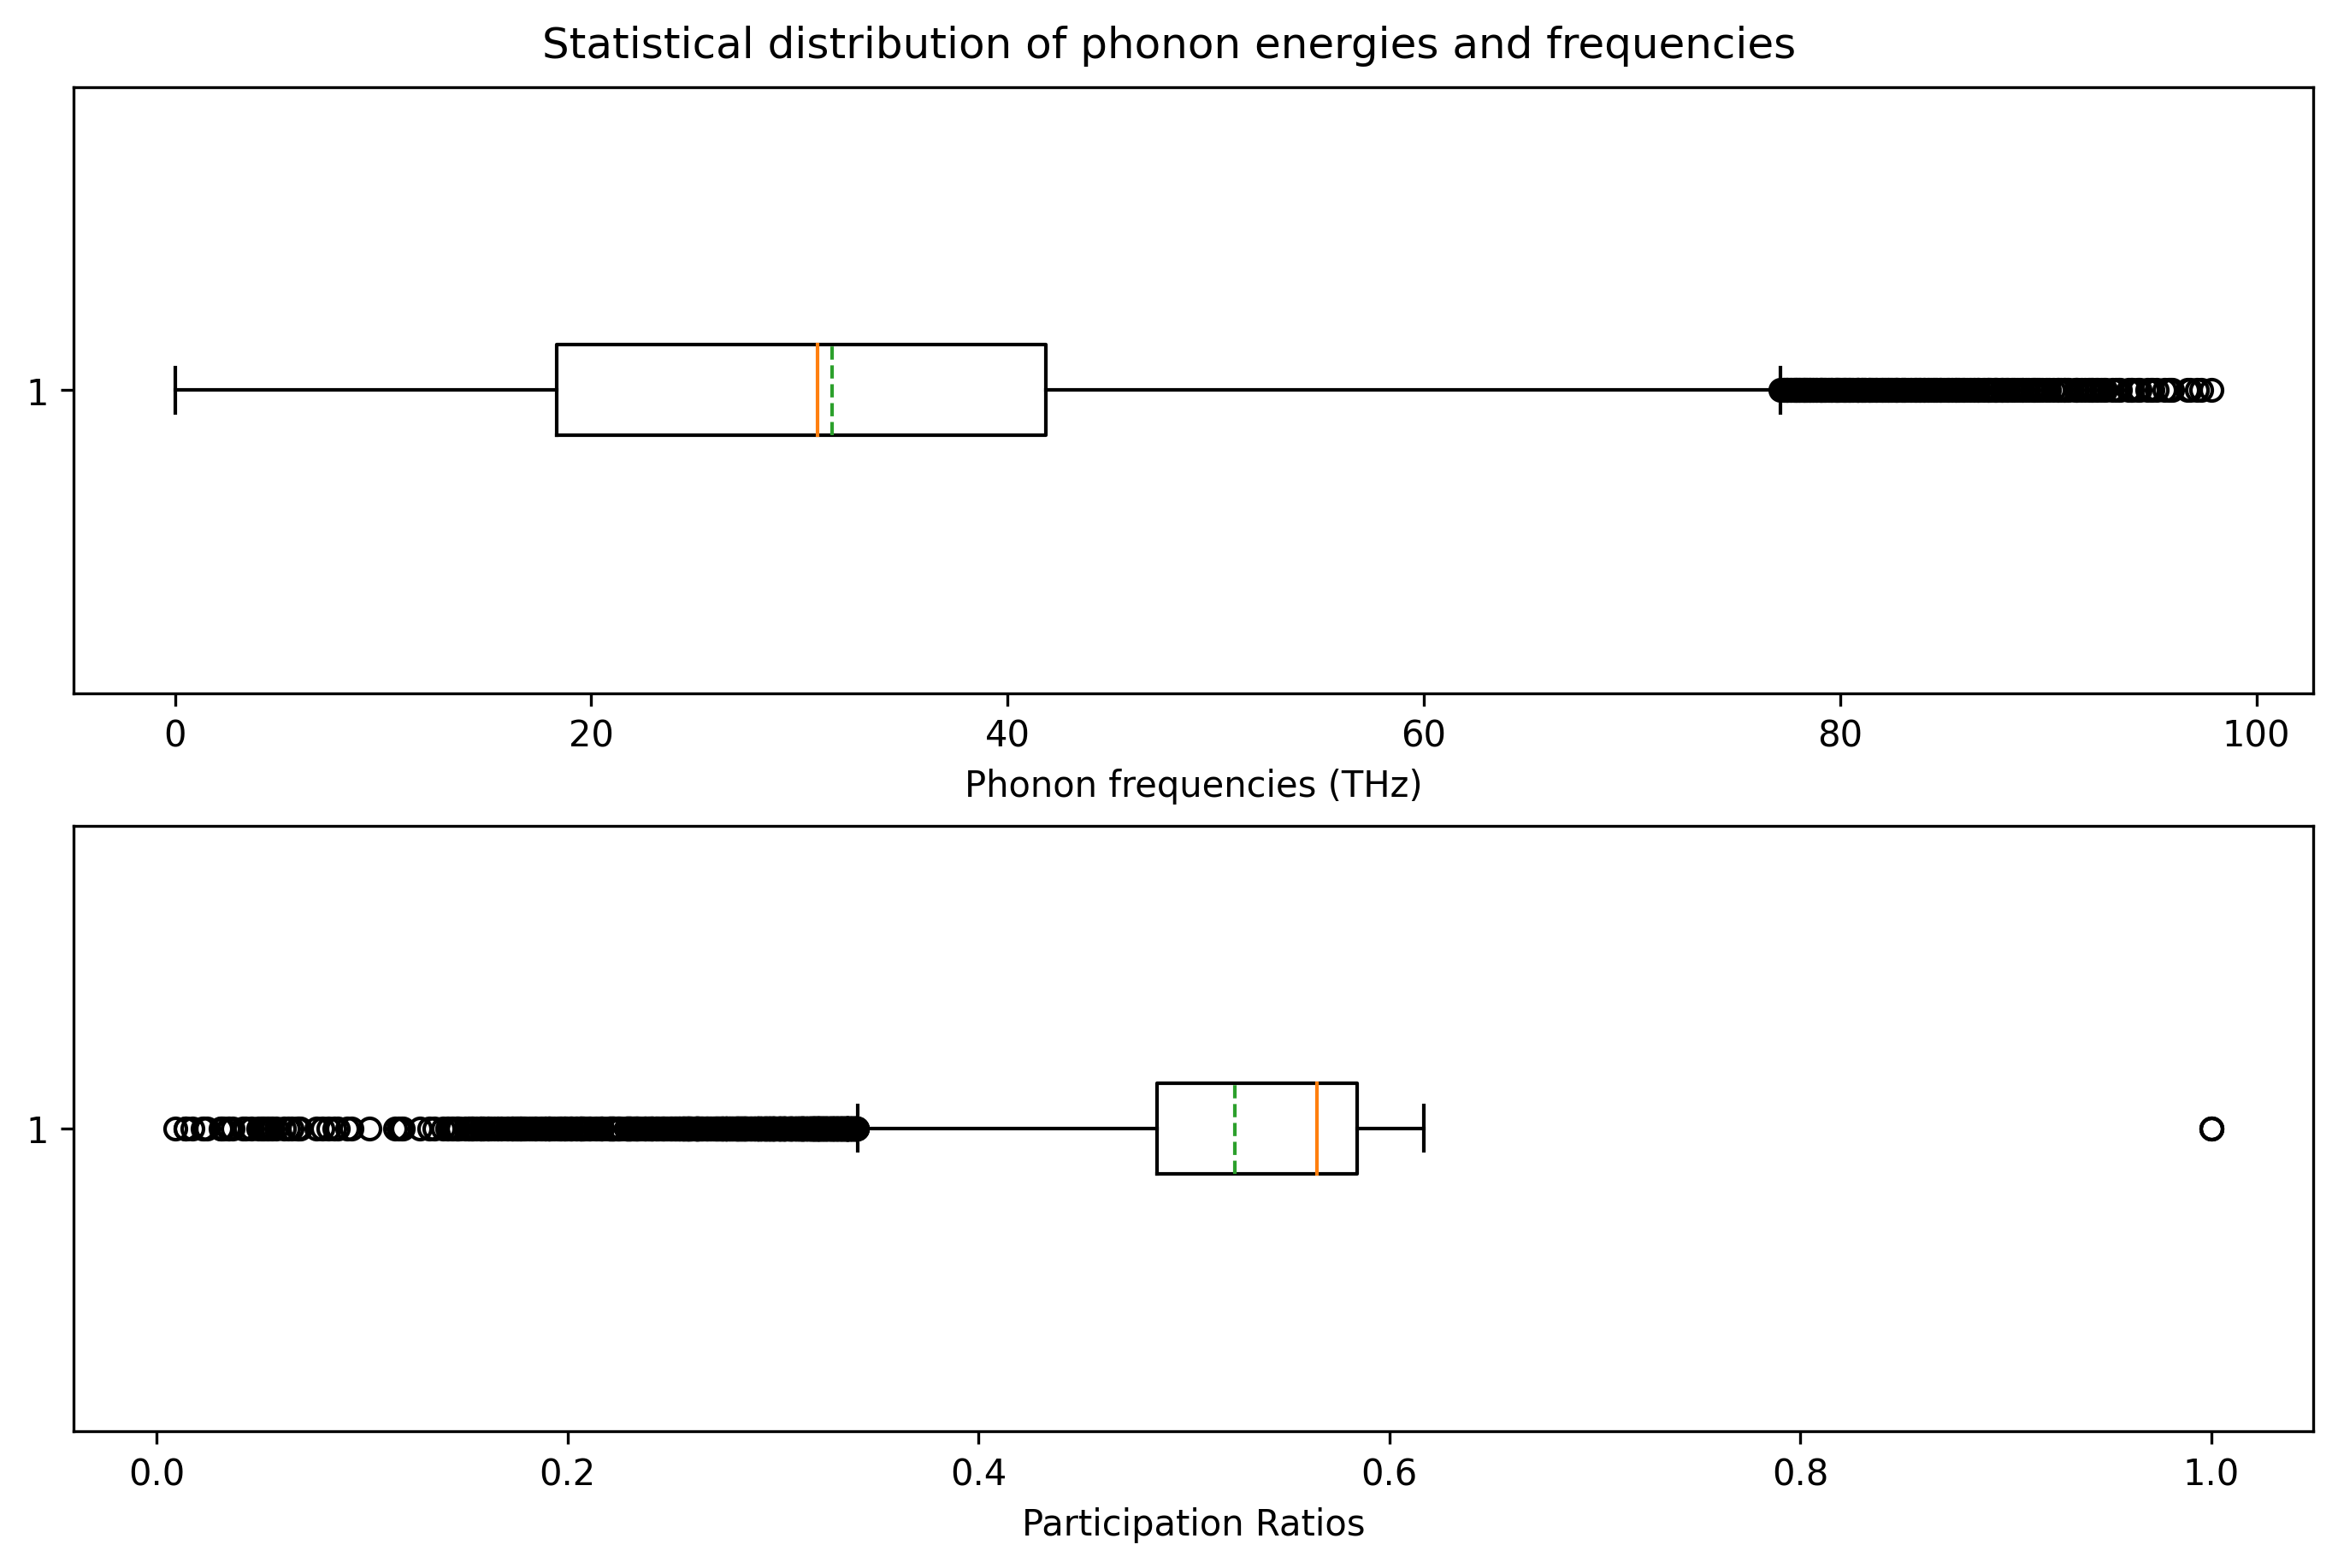 Statistical distribution of phonon energies and frequencies
1
0 20 40 60 80 100
Phonon frequencies (THz)
1
0.0 0.2 0.4 0.6 0.8 1.0
Participation Ratios